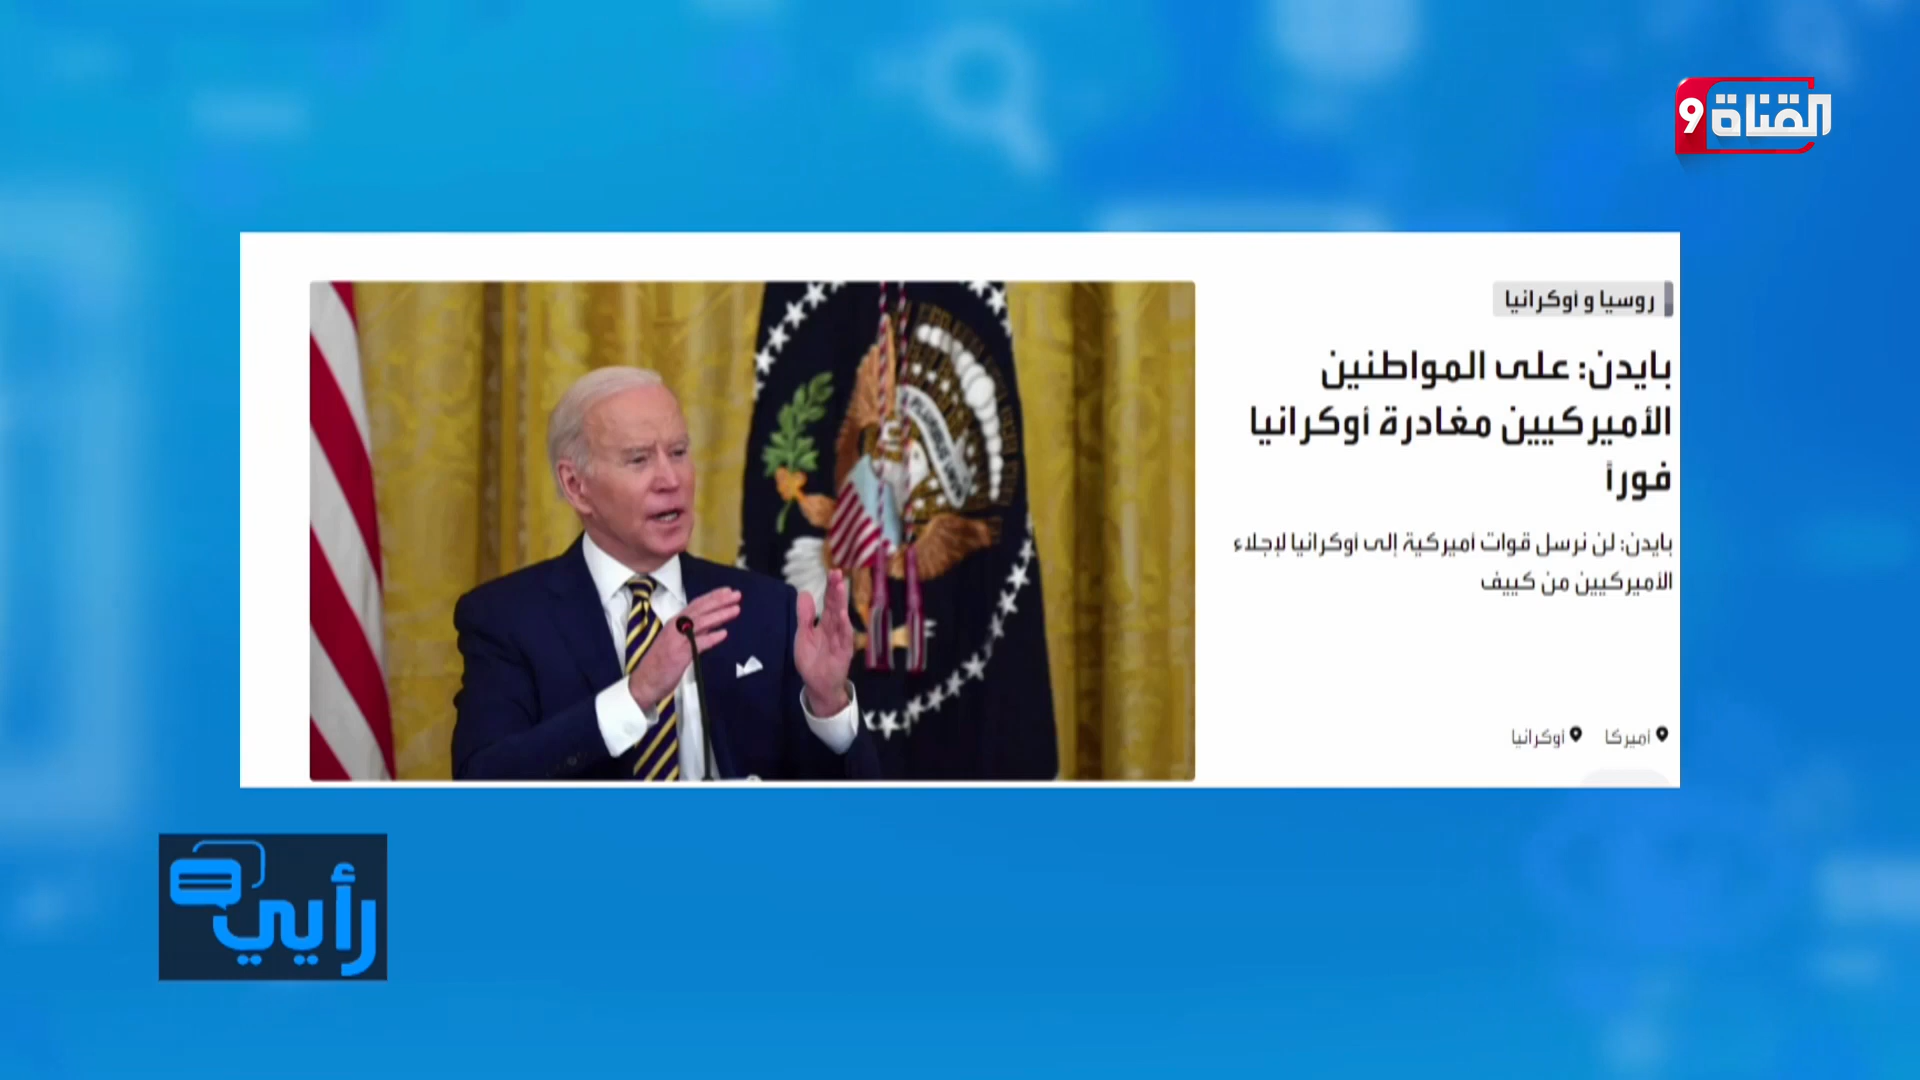 القناة 9
روسيا و أوكرانيا
بايدن: على المواطنين
الأميركيين مغادرة أوكرانيا
فوراً
بايدن: لن نرسل قوات أميركية إلى أوكرانيا لإجلاء
الأميركيين من كييف
أميركا أوكرانيا
رأيي